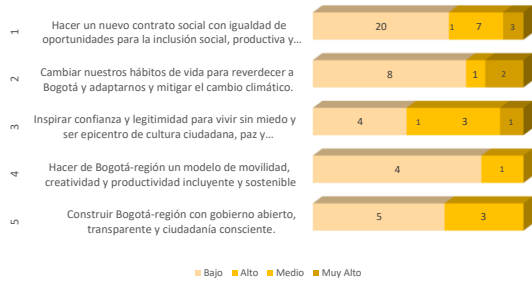 1
Hacer un nuevo contrato social con igualdad de
oportunidades para la inclusión social, productiva y…
20 1 7 3
2
Cambiar nuestros hábitos de vida para reverdecer a
Bogotá y adaptarnos y mitigar el cambio climático.
8 1 2
3
Inspirar confianza y legitimidad para vivir sin miedo y
ser epicentro de cultura ciudadana, paz y…
4 1 3 1
4
Hacer de Bogotá-región un modelo de movilidad,
creatividad y productividad incluyente y sostenible
4 1
5
Construir Bogotá-región con gobierno abierto,
transparente y ciudadanía consciente.
5 3
Bajo Alto Medio Muy Alto